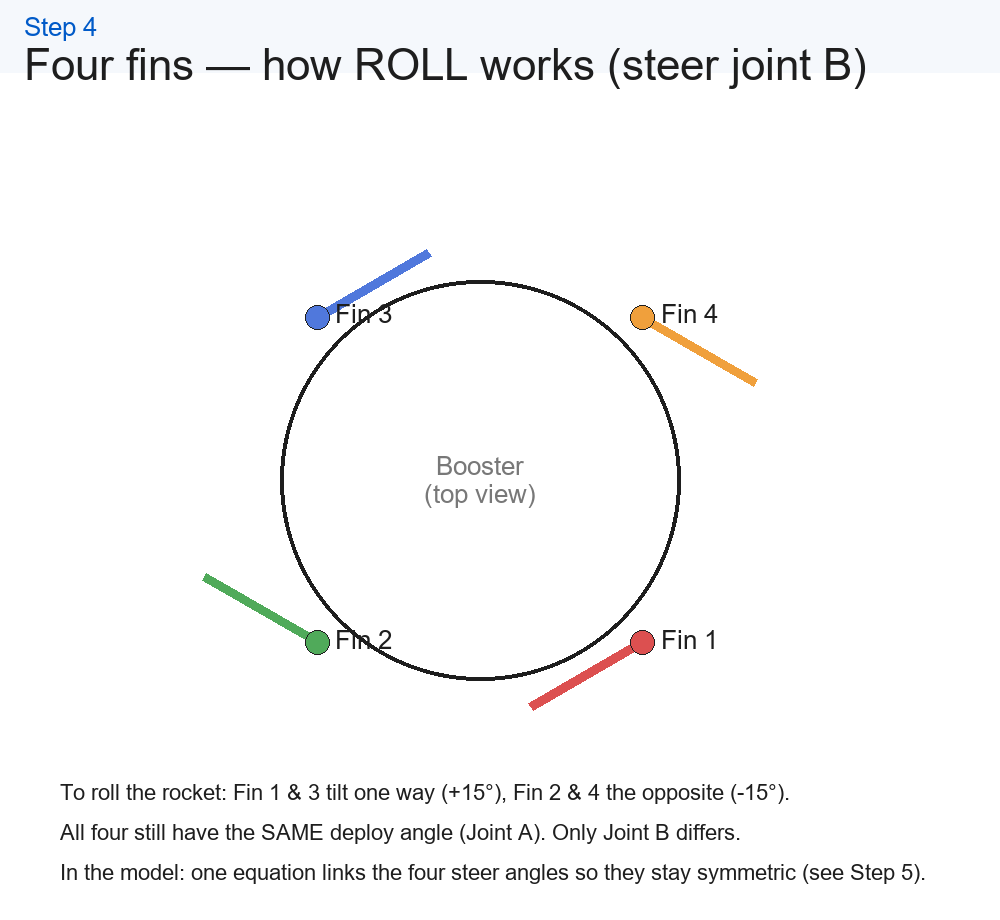 Step 4
Four fins — how ROLL works (steer joint B)
Fin 3
Fin 4
Booster
(top view)
Fin 2
Fin 1
To roll the rocket: Fin 1 & 3 tilt one way (+15°), Fin 2 & 4 the opposite (-15°).
All four still have the SAME deploy angle (Joint A). Only Joint B differs.
In the model: one equation links the four steer angles so they stay symmetric (see Step 5).